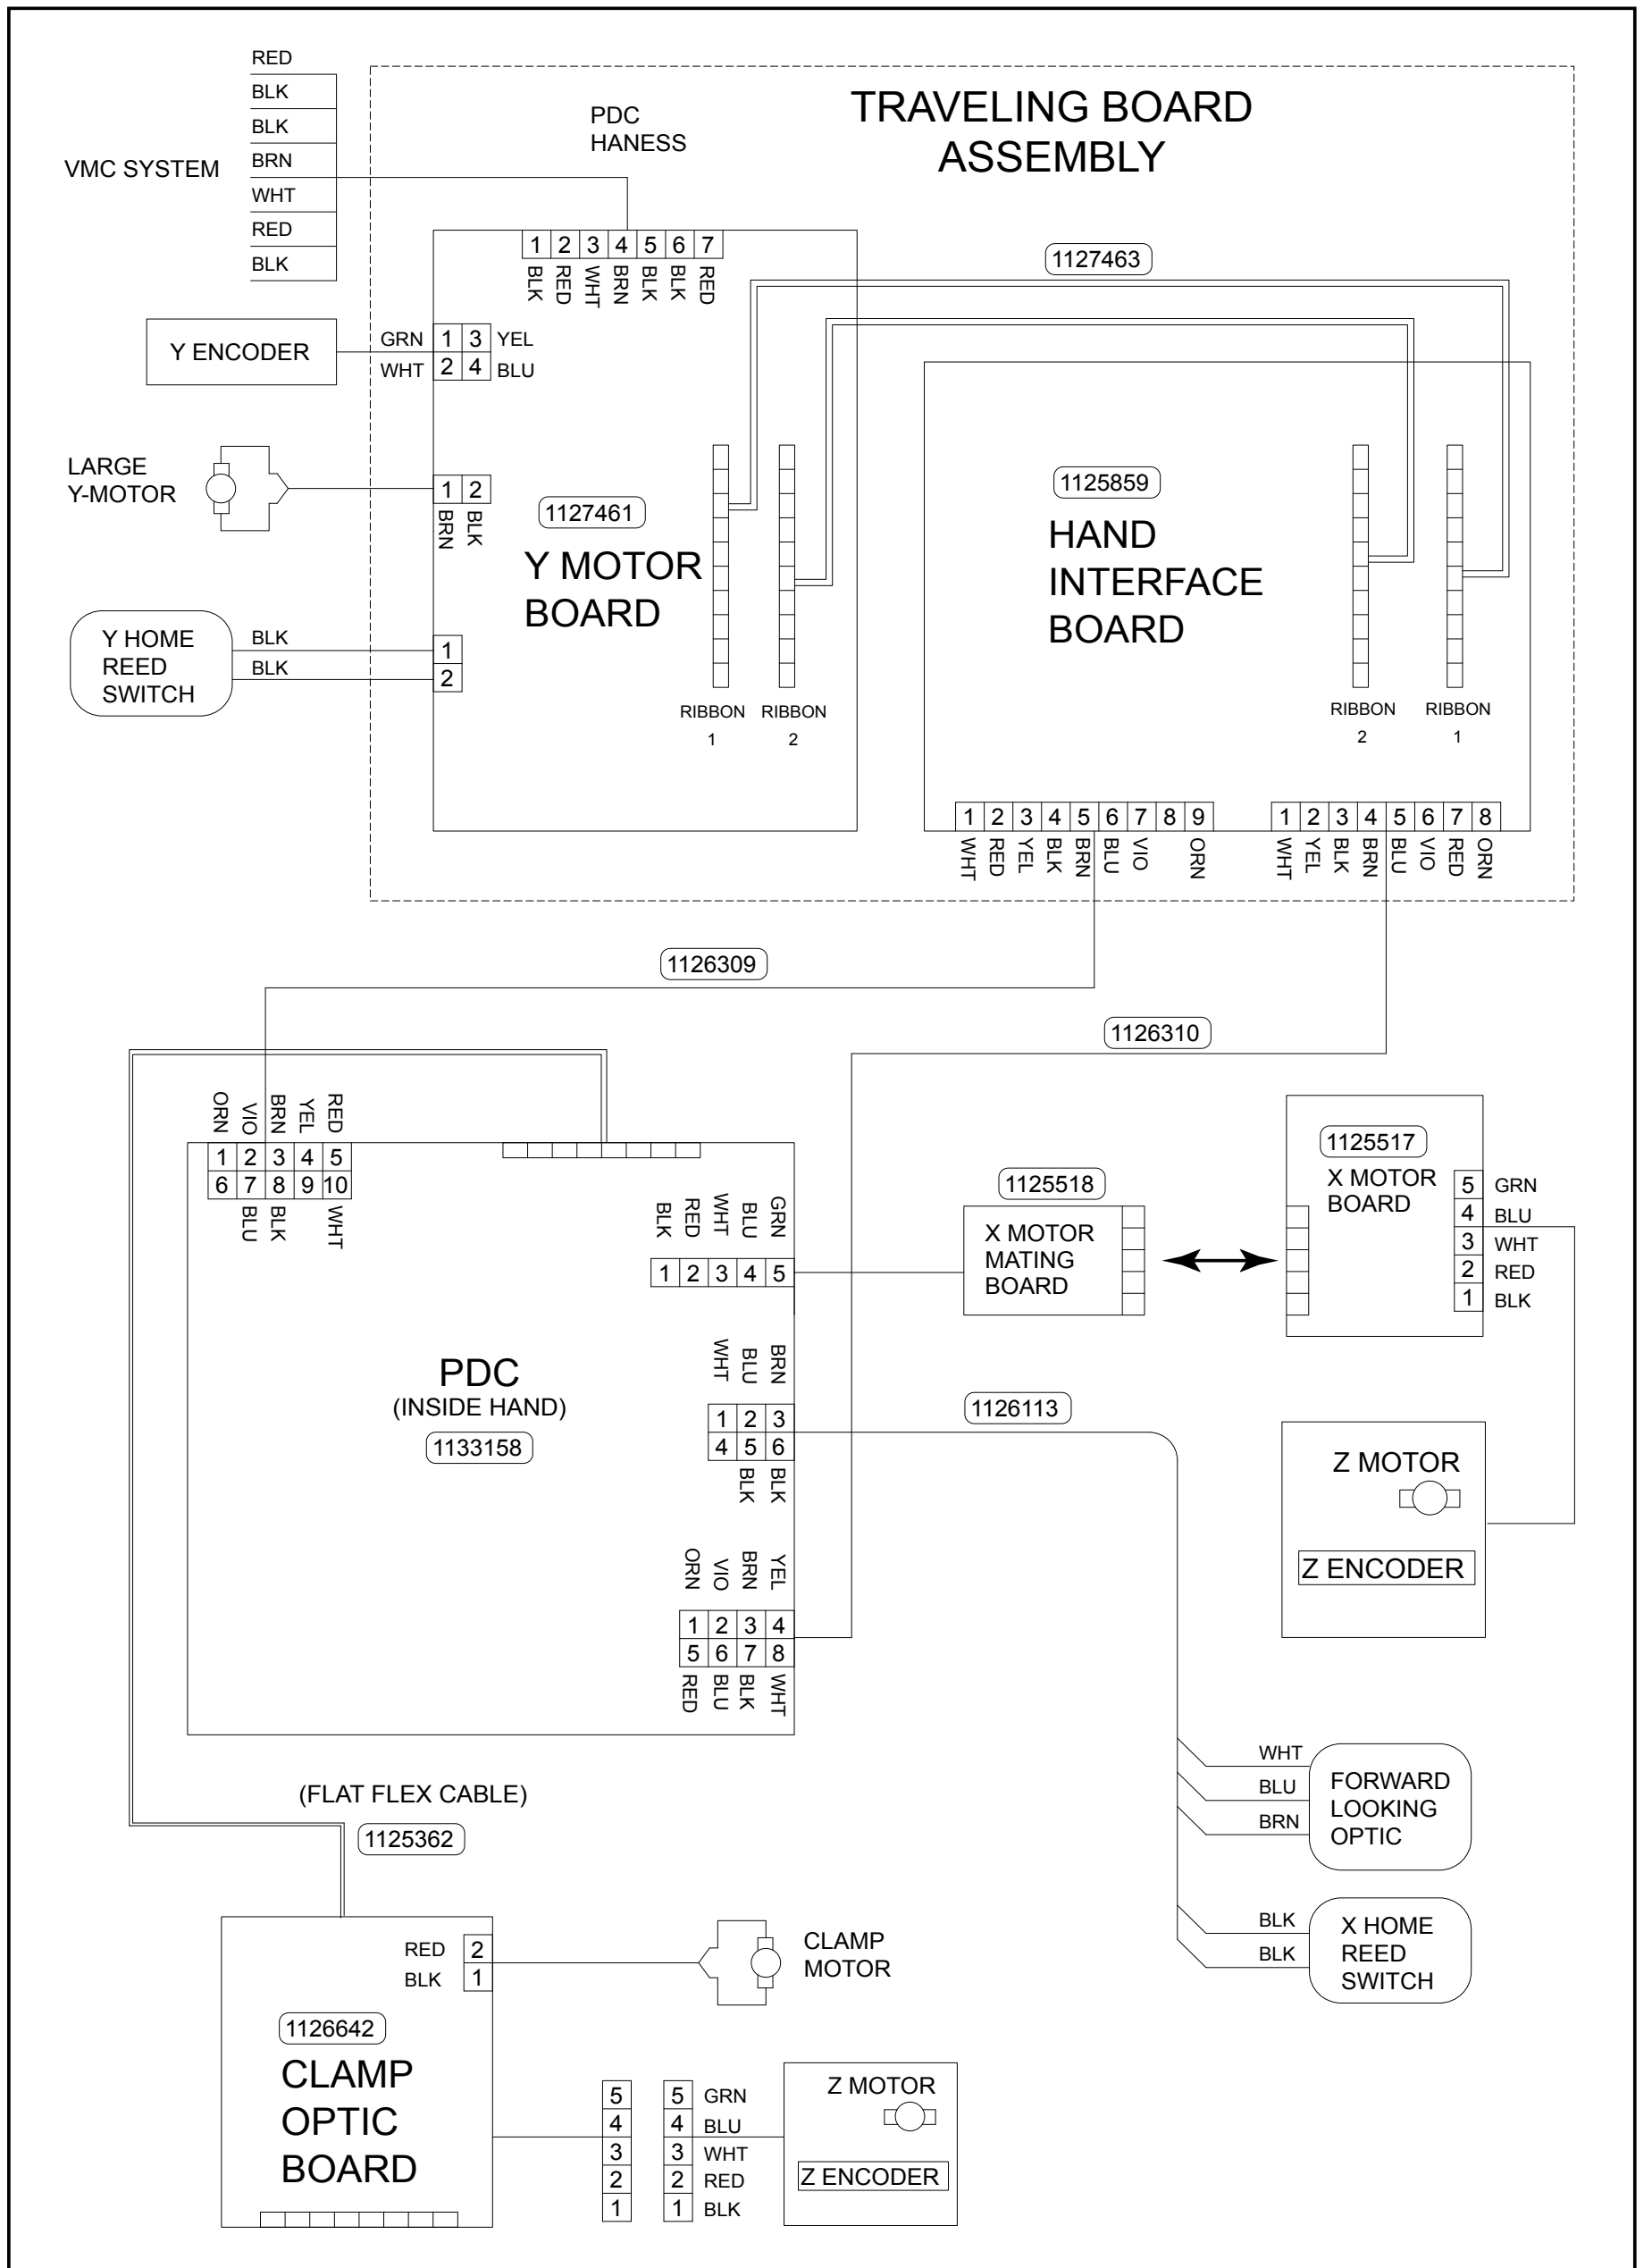 RED
BLK
BLK
BRN
WHT
RED
BLK
VMC SYSTEM
PDC
HANESS
TRAVELING BOARD
ASSEMBLY
1 2 3 4 5 6 7
BLK RED WHT BRN BLK BLK RED
1127463
Y ENCODER
GRN 1 3 YEL
WHT 2 4 BLU
LARGE
Y-MOTOR
1 2
BRN BLK
1127461
Y MOTOR
BOARD
1125859
HAND
INTERFACE
BOARD
Y HOME
REED
SWITCH
BLK
BLK
1
2
RIBBON
1
RIBBON
2
RIBBON
2
RIBBON
1
1 2 3 4 5 6 7 8 9
WHT RED YEL BLK BRN BLU VIO ORN
1 2 3 4 5 6 7 8
WHT YEL BLK BRN BLU VIO RED ORN
1126309
1126310
ORN VIO BRN YEL RED
1 2 3 4 5
6 7 8 9 10
BLU BLK WHT
BLK RED WHT BLU GRN
1 2 3 4 5
1125518
X MOTOR
MATING
BOARD
1125517
X MOTOR
BOARD
5 GRN
4 BLU
3 WHT
2 RED
1 BLK
PDC
(INSIDE HAND)
1133158
WHT BLU BRN
1 2 3
4 5 6
BLK BLK
1126113
Z MOTOR
Z ENCODER
ORN VIO BRN YEL
1 2 3 4
5 6 7 8
RED BLU BLK WHT
(FLAT FLEX CABLE)
1125362
WHT
BLU
BRN
FORWARD
LOOKING
OPTIC
BLK
BLK
X HOME
REED
SWITCH
RED 2
BLK 1
CLAMP
MOTOR
1126642
CLAMP
OPTIC
BOARD
5
4
3
2
1
5 GRN
4 BLU
3 WHT
2 RED
1 BLK
Z MOTOR
Z ENCODER